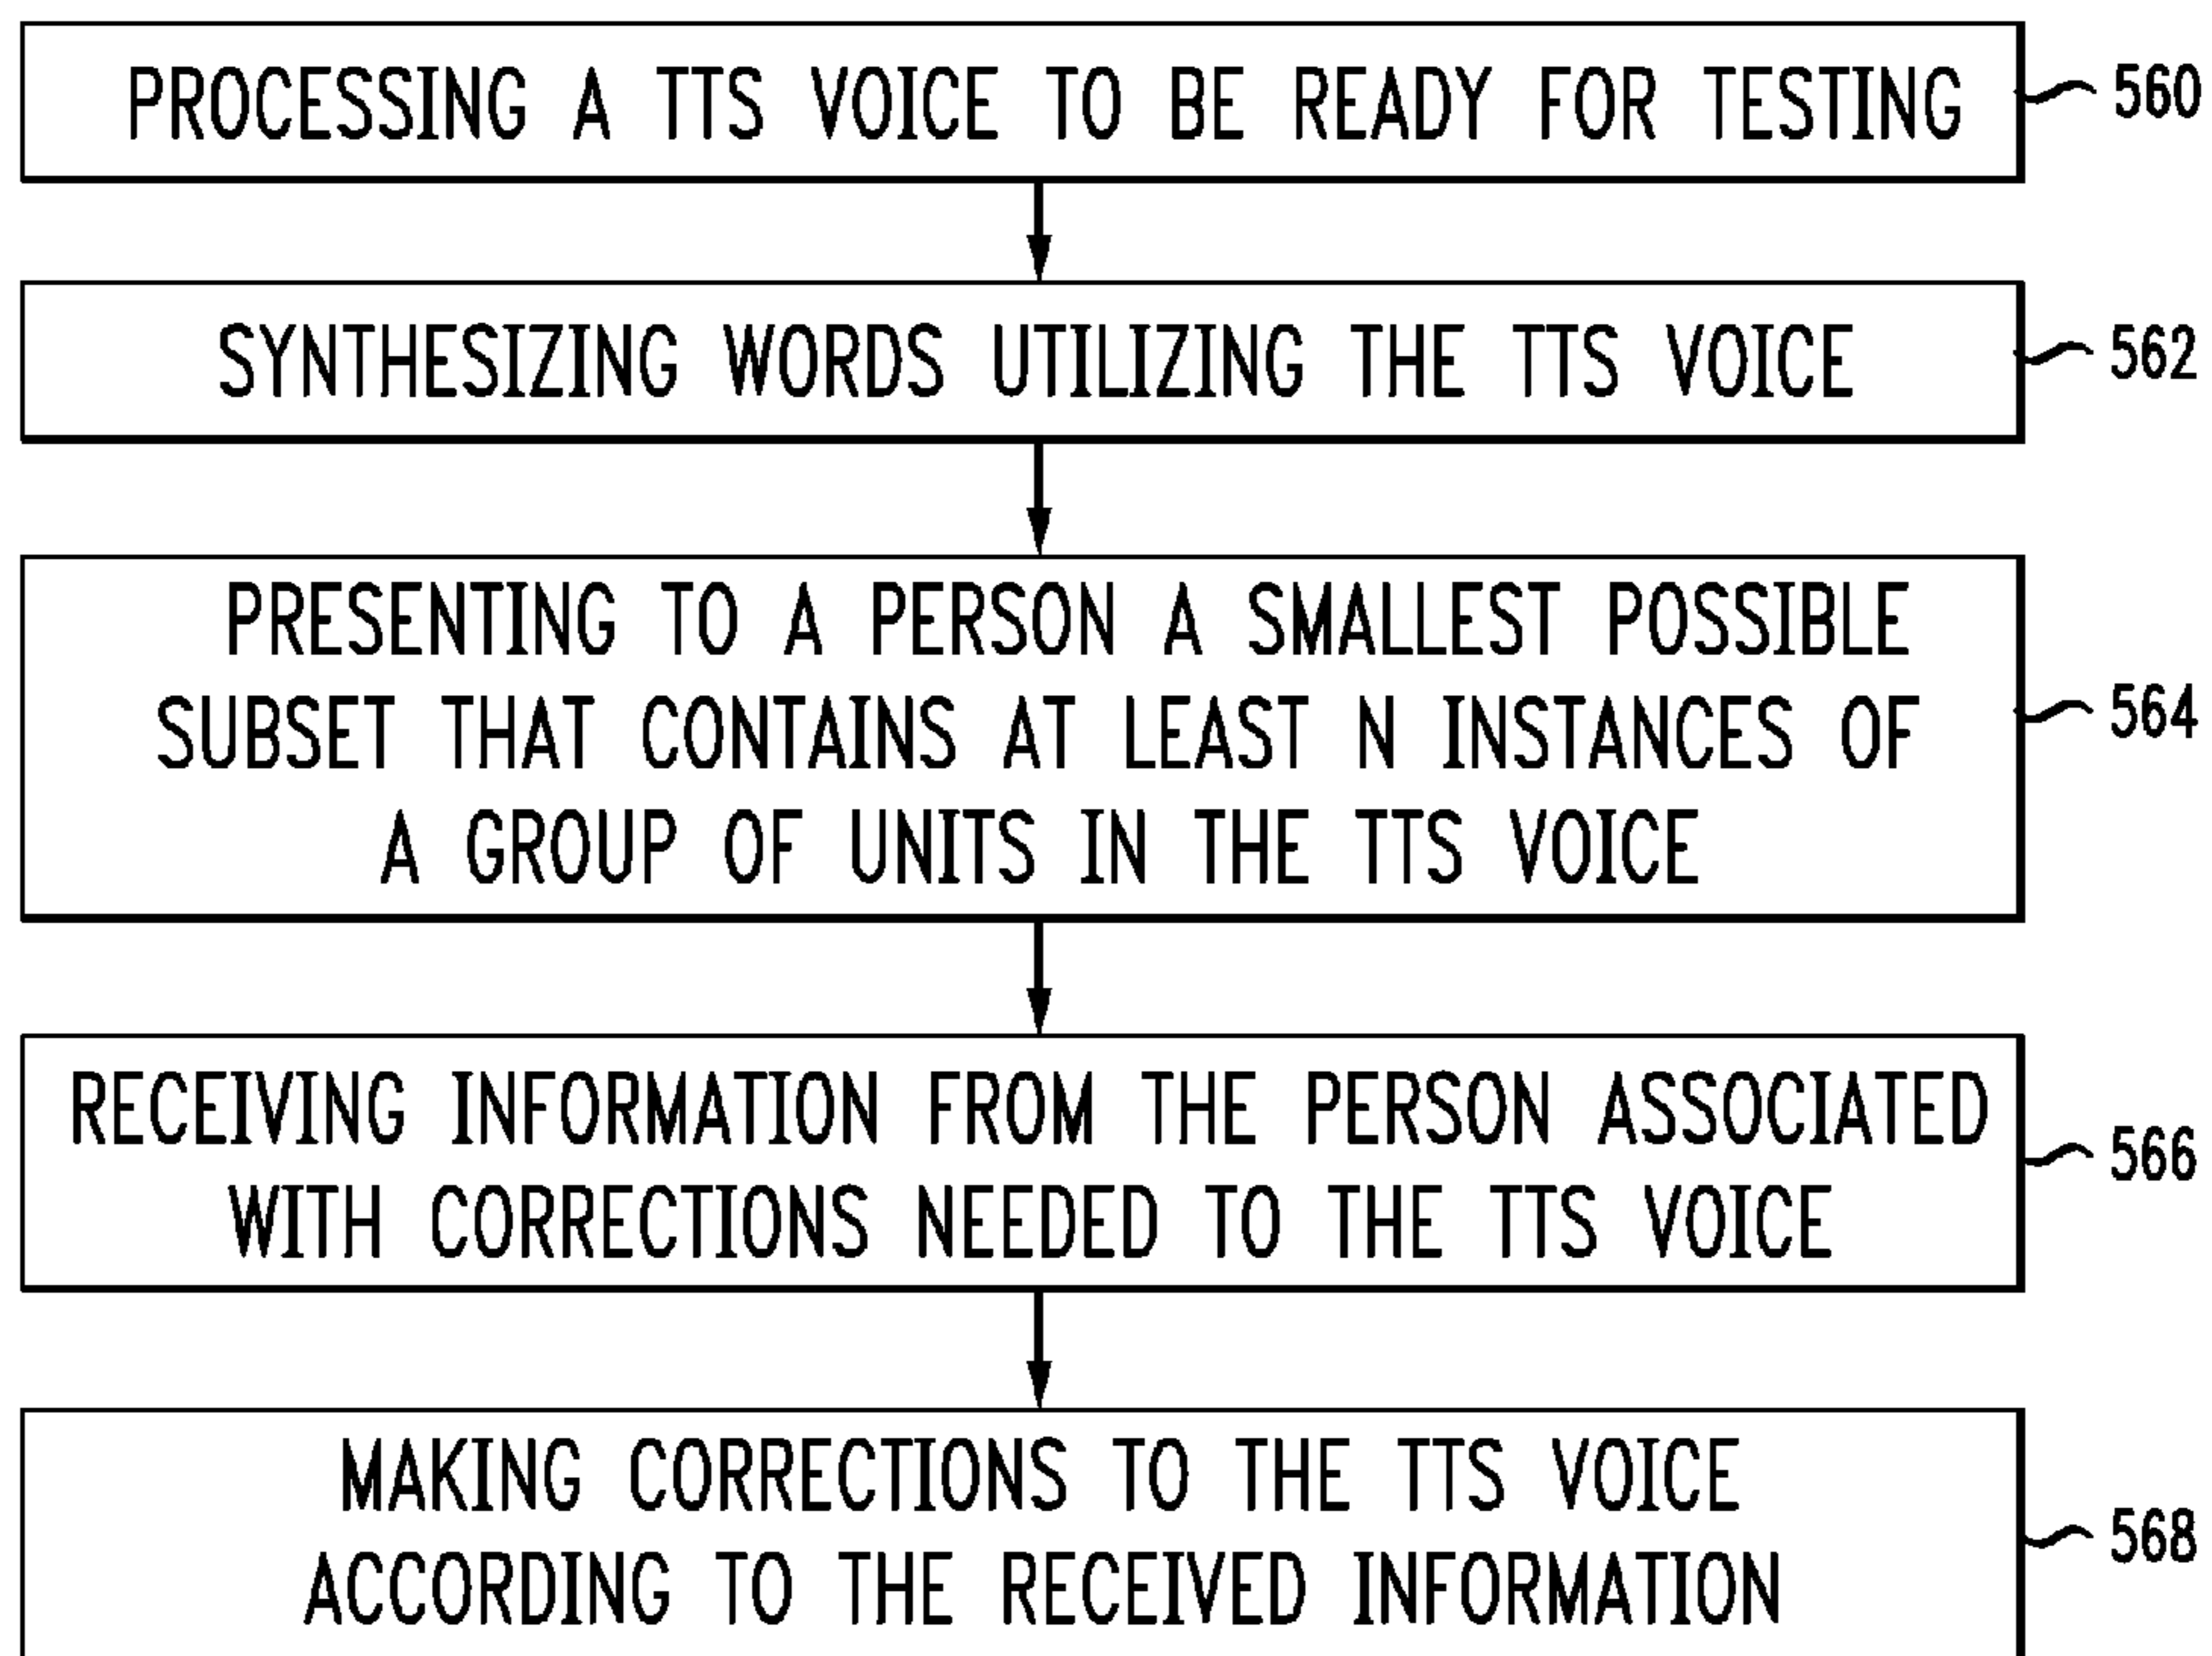 PROCESSING A TTS VOICE TO BE READY FOR TESTING
560
SYNTHESIZING WORDS UTILIZING THE TTS VOICE
562
PRESENTING TO A PERSON A SMALLEST POSSIBLE
SUBSET THAT CONTAINS AT LEAST N INSTANCES OF
A GROUP OF UNITS IN THE TTS VOICE
564
RECEIVING INFORMATION FROM THE PERSON ASSOCIATED
WITH CORRECTIONS NEEDED TO THE TTS VOICE
566
MAKING CORRECTIONS TO THE TTS VOICE
ACCORDING TO THE RECEIVED INFORMATION
568